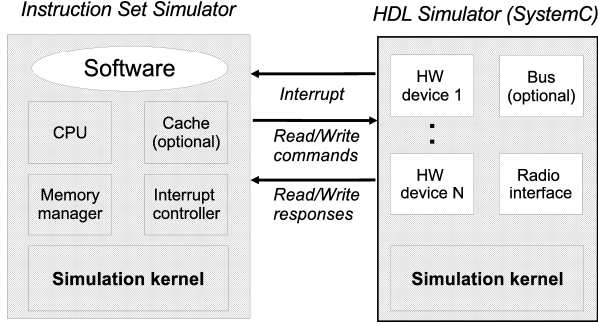 Instruction Set Simulator
HDL Simulator (SystemC)
Software
CPU
Cache
(optional)
Memory
manager
Interrupt
controller
Simulation kernel
Interrupt
Read/Write
commands
Read/Write
responses
HW
device 1
Bus
(optional)
HW
device N
Radio
interface
Simulation kernel